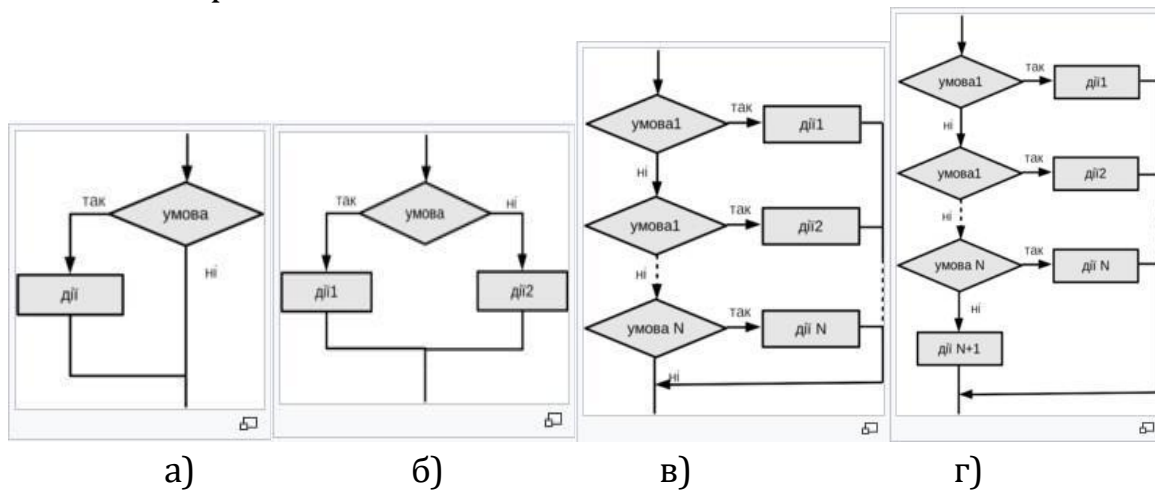 умова
так
ні
дії
а)
умова
так
ні
дії1
дії2
б)
умова1
так
дії1
ні
умова1
так
дії2
ні
умова N
так
дії N
ні
в)
умова1
так
дії1
ні
умова1
так
дії2
ні
умова N
так
дії N
ні
дії N+1
г)